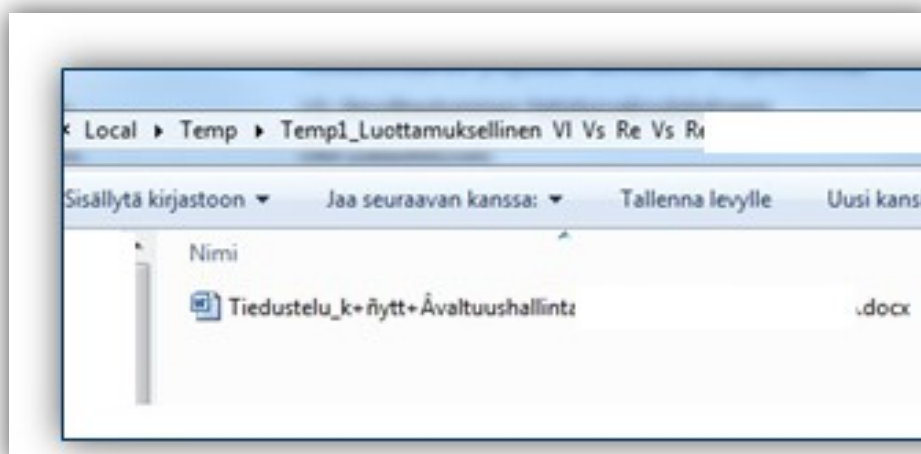 Local ▸ Temp ▸ Temp1_Luottamuksellinen VI Vs Re Vs Re
Sisällytä kirjastoon ▾ Jaa seuraavan kanssa: ▾ Tallenna levylle Uusi kans
Nimi
Tiedustelu_k+ñytt+Âvaltuushallinta .docx